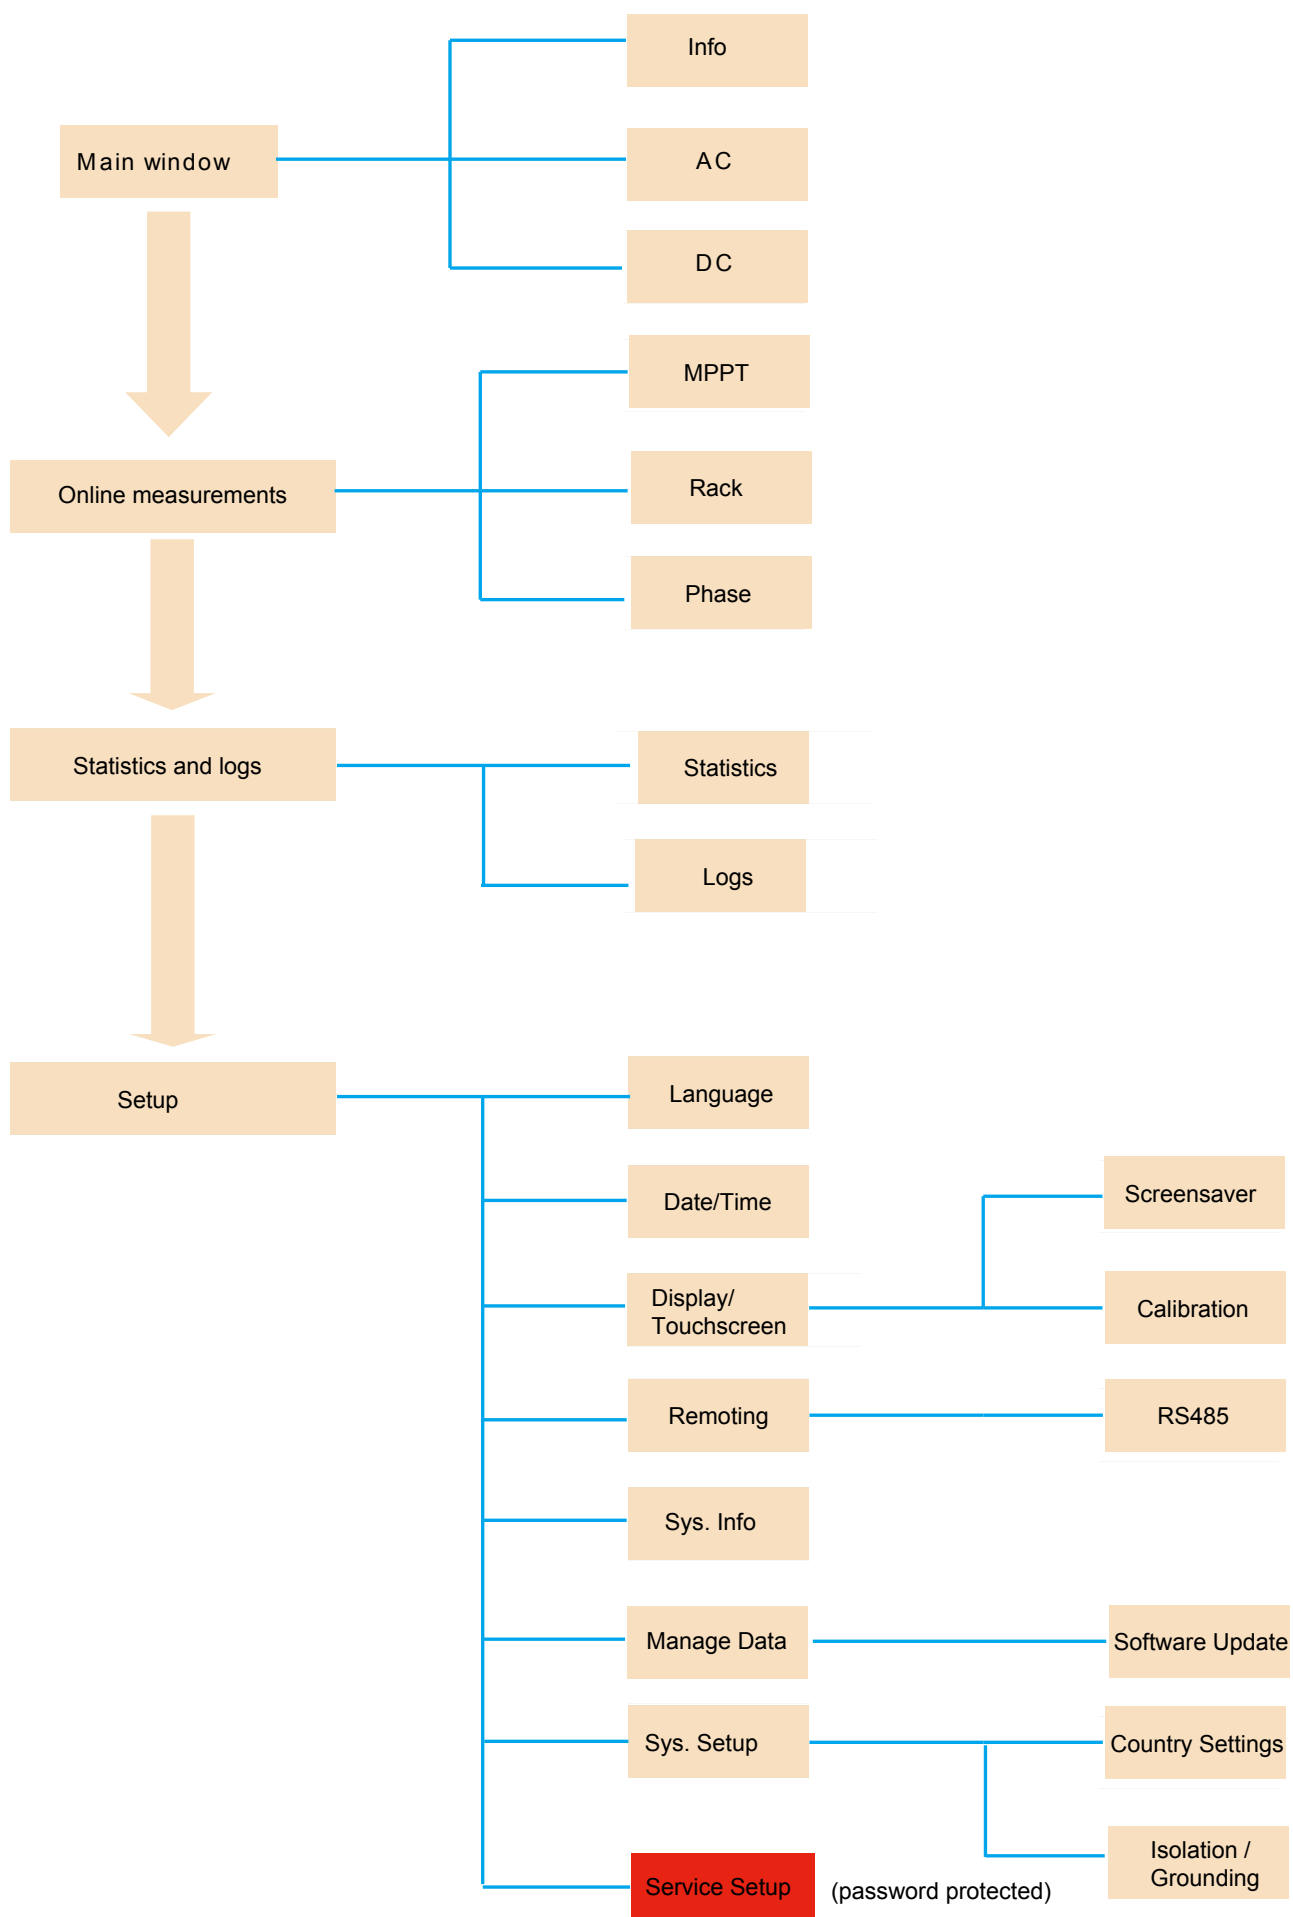 Info
Main window
AC
DC
MPPT
Online measurements
Rack
Phase
Statistics and logs
Statistics
Logs
Setup
Language
Date/Time
Screensaver
Display/
Touchscreen
Calibration
Remoting
RS485
Sys. Info
Manage Data
Software Update
Sys. Setup
Country Settings
Isolation /
Grounding
Service Setup
(password protected)